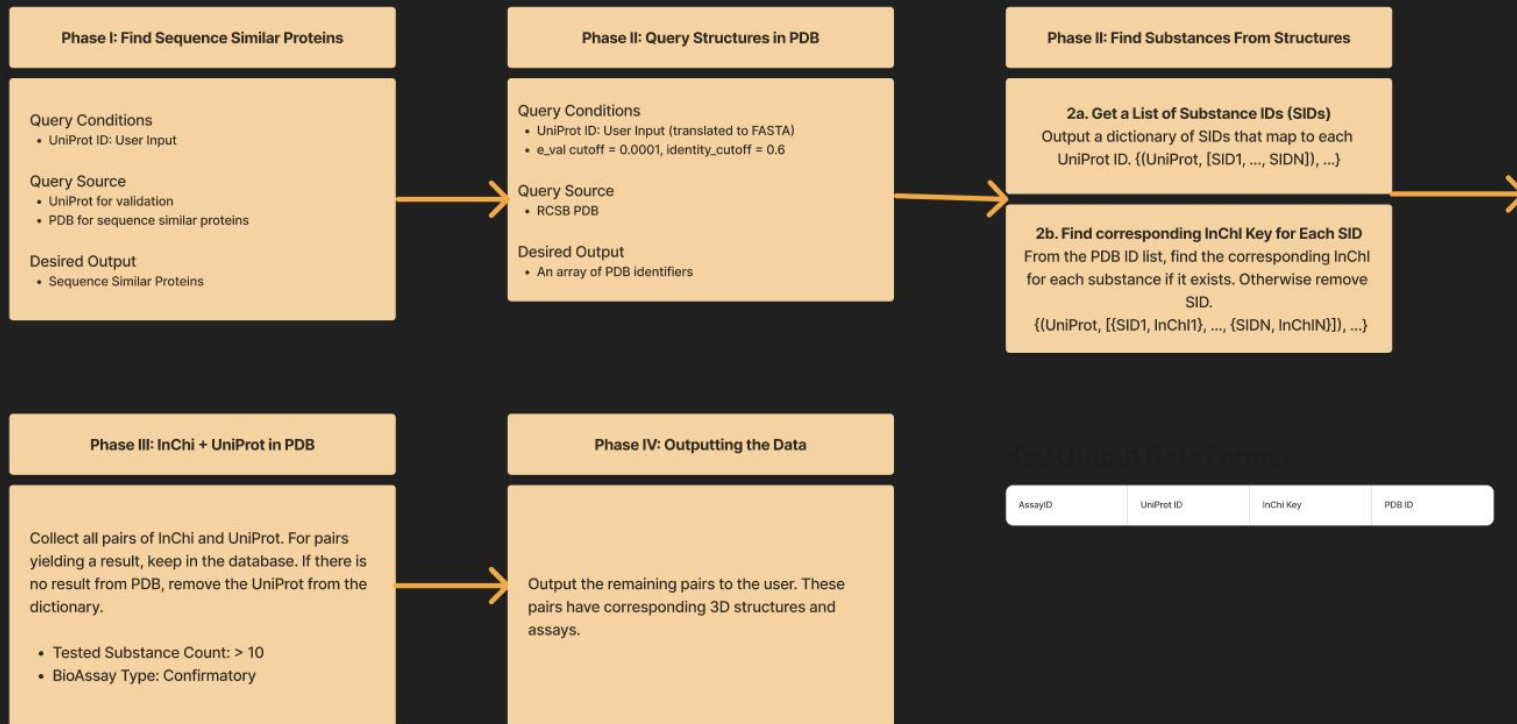 Phase I: Find Sequence Similar Proteins
Query Conditions
• UniProt ID: User Input
Query Source
• UniProt for validation
• PDB for sequence similar proteins
Desired Output
• Sequence Similar Proteins
Phase II: Query Structures in PDB
Query Conditions
• UniProt ID: User Input (translated to FASTA)
• e_val cutoff = 0.0001, identity_cutoff = 0.6
Query Source
• RCSB PDB
Desired Output
• An array of PDB identifiers
Phase II: Find Substances From Structures
2a. Get a List of Substance IDs (SIDs)
Output a dictionary of SIDs that map to each
UniProt ID. {(UniProt, [SID1, ..., SIDN]), ...}
2b. Find corresponding InChI Key for Each SID
From the PDB ID list, find the corresponding InChI
for each substance if it exists. Otherwise remove
SID.
{(UniProt, [{SID1, InChI1}, ..., {SIDN, InChIN}]), ...}
Phase III: InChi + UniProt in PDB
Collect all pairs of InChi and UniProt. For pairs
yielding a result, keep in the database. If there is
no result from PDB, remove the UniProt from the
dictionary.
• Tested Substance Count: > 10
• BioAssay Type: Confirmatory
Phase IV: Outputting the Data
Output the remaining pairs to the user. These
pairs have corresponding 3D structures and
assays.
Key Output Data Format
AssayID UniProt ID InChi Key PDB ID